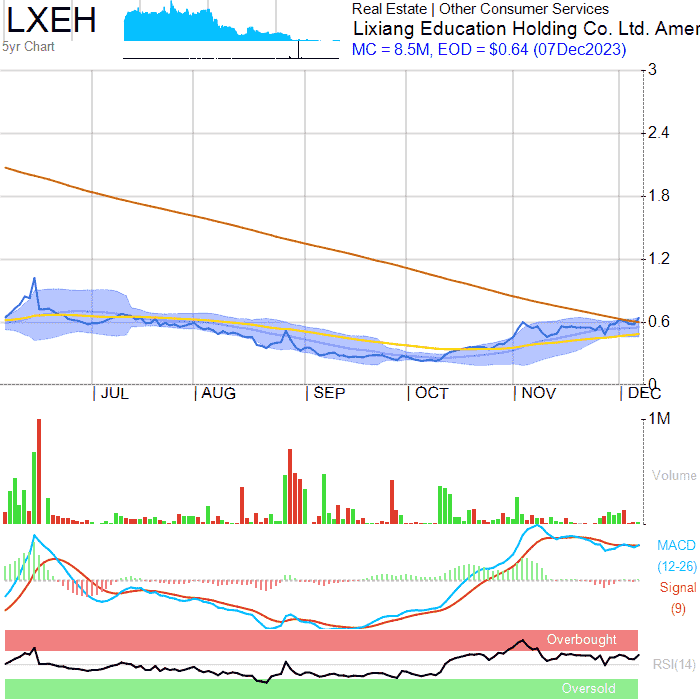 LXEH
5yr Chart
Real Estate | Other Consumer Services
Lixiang Education Holding Co. Ltd. Amer
MC = 8.5M, EOD = $0.64 (07Dec2023)
3
2.4
1.8
1.2
0.6
0
JUL AUG SEP OCT NOV DEC
1M
Volume
MACD
(12-26)
Signal
(9)
Overbought
RSI(14)
Oversold